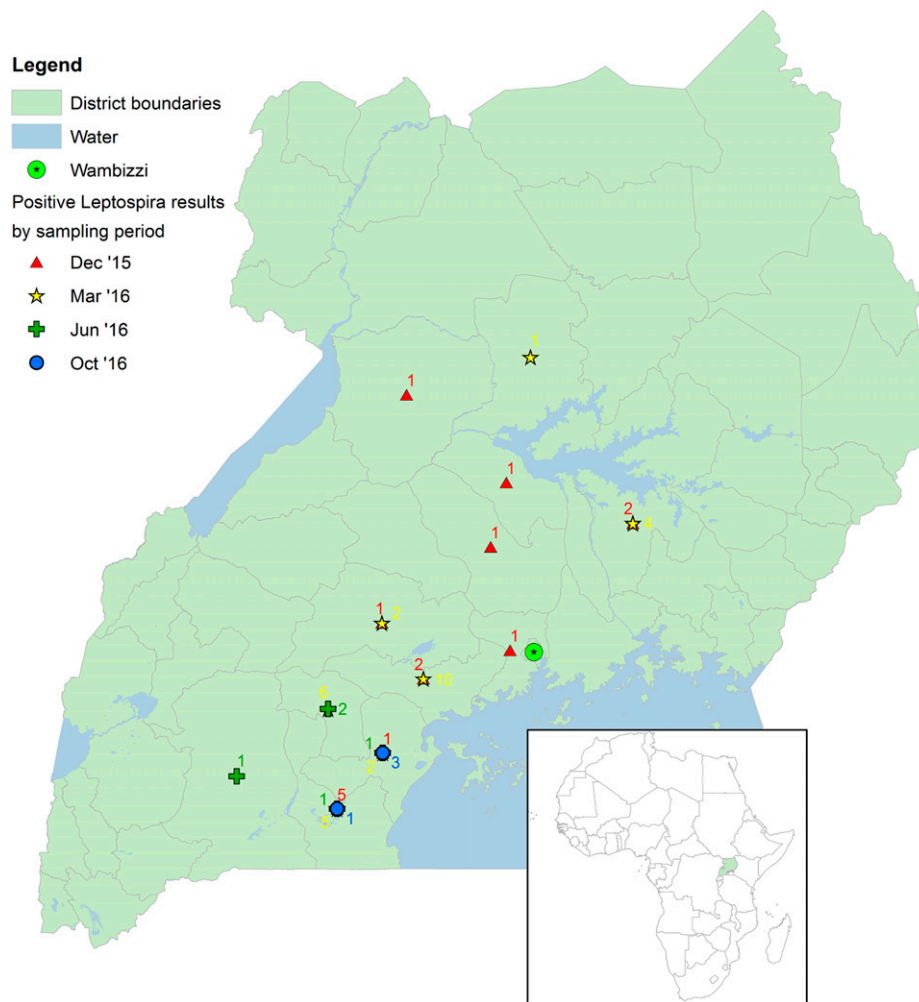 Legend
District boundaries
Water
Wambizzi
Positive Leptospira results
by sampling period
Dec '15
Mar '16
Jun '16
Oct '16
1
1
1
2
4
1
1
2
1
2
10
6
2
1
1
1
2
3
1
5
5
1